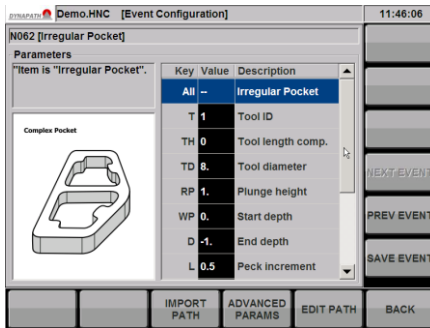 DYNAPATH Demo.HNC [Event Configuration] 11:46:06
N062 [Irregular Pocket]
Parameters
"Item is "Irregular Pocket".
Complex Pocket
Key Value Description
All -- Irregular Pocket
T 1 Tool ID
TH 0 Tool length comp.
TD 8. Tool diameter
RP 1. Plunge height
WP 0. Start depth
D -1. End depth
L 0.5 Peck increment
NEXT EVENT
PREV EVENT
SAVE EVENT
IMPORT PATH
ADVANCED PARAMS
EDIT PATH
BACK